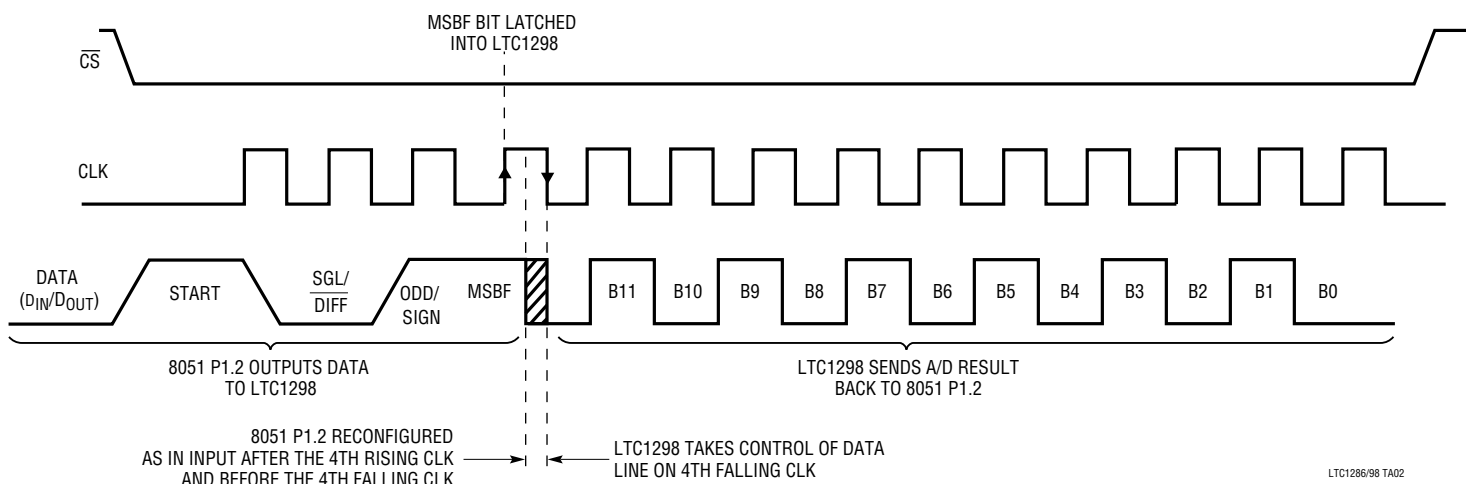 MSBF BIT LATCHED
INTO LTC1298
CS
CLK
DATA
(DIN/DOUT)
START
SGL/
DIFF
ODD/
SIGN
MSBF
B11 B10 B9 B8 B7 B6 B5 B4 B3 B2 B1 B0
8051 P1.2 OUTPUTS DATA
TO LTC1298
LTC1298 SENDS A/D RESULT
BACK TO 8051 P1.2
8051 P1.2 RECONFIGURED
AS IN INPUT AFTER THE 4TH RISING CLK
AND BEFORE THE 4TH FALLING CLK
LTC1298 TAKES CONTROL OF DATA
LINE ON 4TH FALLING CLK
LTC1286/98 TA02